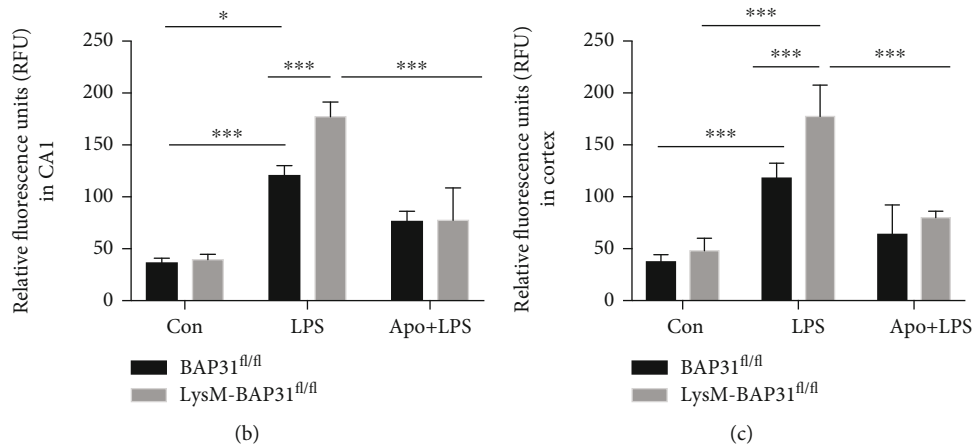 Relative fluorescence units (RFU)
in CA1
250
200
150
100
50
0
*
***
***
***
Con
LPS
Apo+LPS
BAP31fl/fl
LysM-BAP31fl/fl
(b)
Relative fluorescence units (RFU)
in cortex
250
200
150
100
50
0
***
***
***
***
Con
LPS
Apo+LPS
BAP31fl/fl
LysM-BAP31fl/fl
(c)